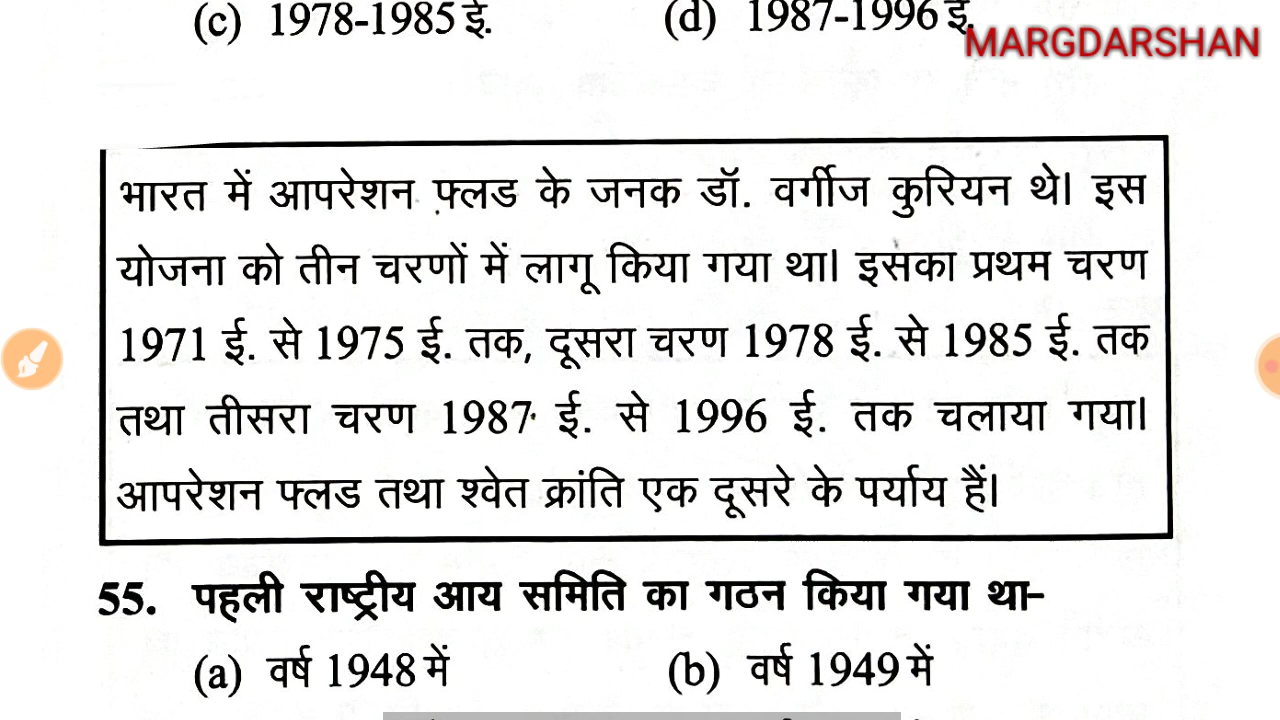 (c) 1978-1985 ई. (d) 1987-1996 ई.
MARGDARSHAN
भारत में आपरेशन फ्लड के जनक डॉ. वर्गीज कुरियन थे। इस
योजना को तीन चरणों में लागू किया गया था। इसका प्रथम चरण
1971 ई. से 1975 ई. तक, दूसरा चरण 1978 ई. से 1985 ई. तक
तथा तीसरा चरण 1987 ई. से 1996 ई. तक चलाया गया।
आपरेशन फ्लड तथा श्वेत क्रांति एक दूसरे के पर्याय हैं।
55. पहली राष्ट्रीय आय समिति का गठन किया गया था-
(a) वर्ष 1948 में (b) वर्ष 1949 में